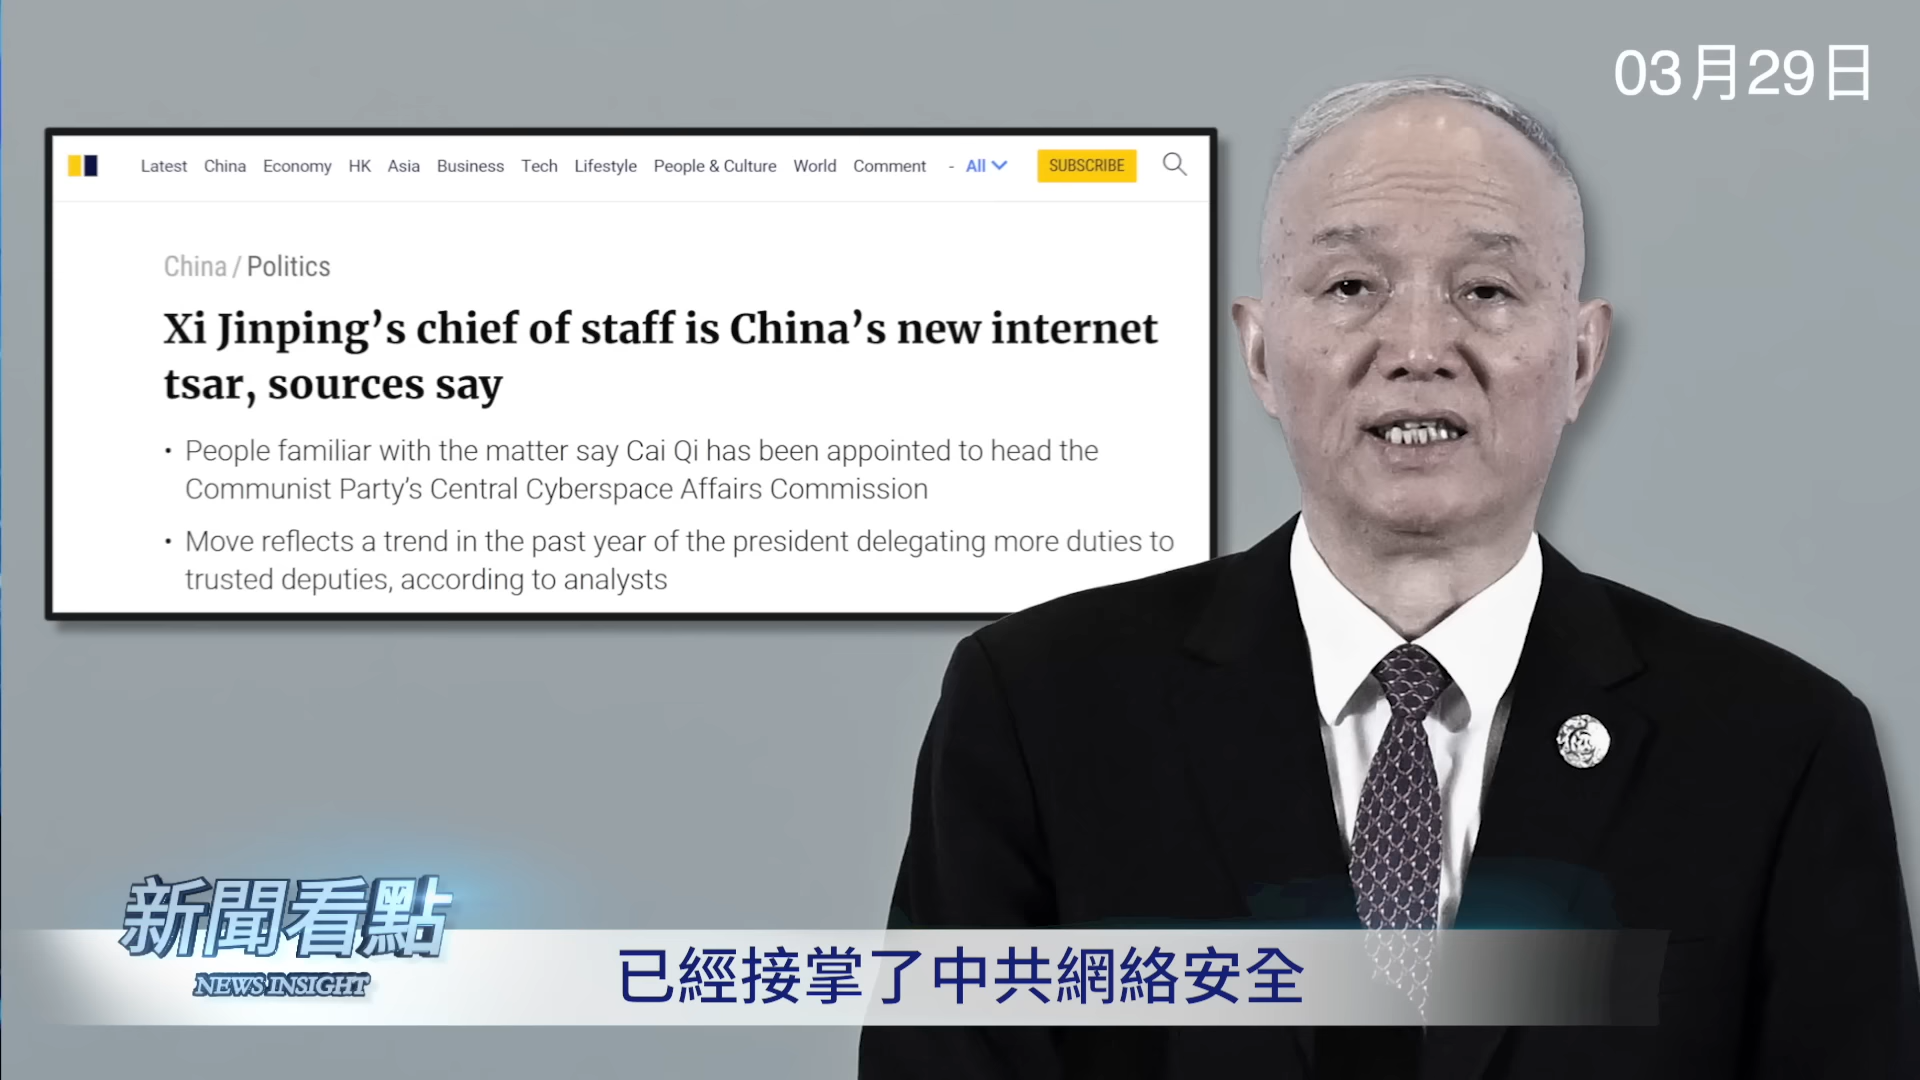 03月29日
Latest China Economy HK Asia Business Tech Lifestyle People & Culture World Comment - All SUBSCRIBE
China / Politics
Xi Jinping’s chief of staff is China’s new internet
tsar, sources say
• People familiar with the matter say Cai Qi has been appointed to head the
Communist Party’s Central Cyberspace Affairs Commission
• Move reflects a trend in the past year of the president delegating more duties to
trusted deputies, according to analysts
新聞看點
NEWS INSIGHT
已經接掌了中共網絡安全